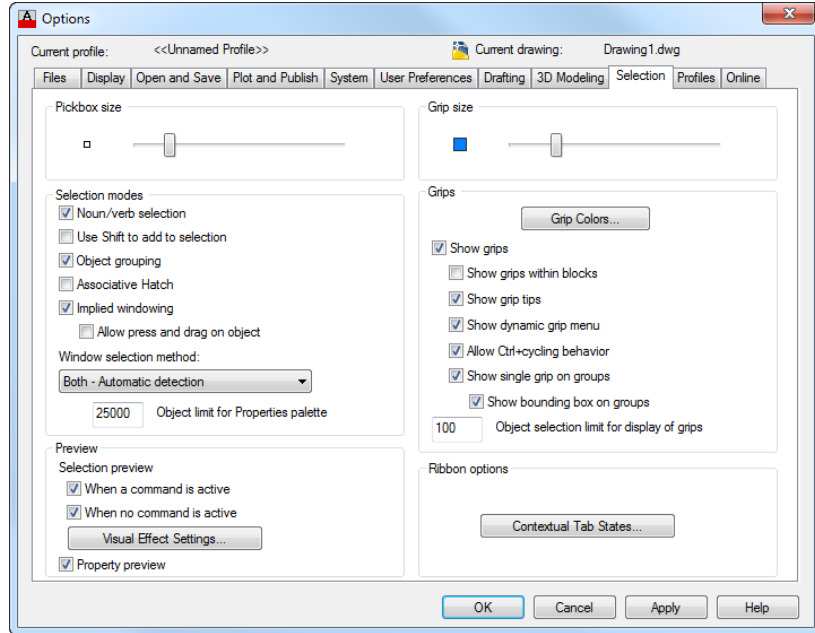 A Options X
Current profile: <<Unnamed Profile>> Current drawing: Drawing1.dwg
Files Display Open and Save Plot and Publish System User Preferences Drafting 3D Modeling Selection Profiles Online
Pickbox size
Selection modes
Noun/verb selection
Use Shift to add to selection
Object grouping
Associative Hatch
Implied windowing
Allow press and drag on object
Window selection method:
Both - Automatic detection
25000 Object limit for Properties palette
Preview
Selection preview
When a command is active
When no command is active
Visual Effect Settings...
Property preview
Grip size
Grips
Grip Colors...
Show grips
Show grips within blocks
Show grip tips
Show dynamic grip menu
Allow Ctrl+cycling behavior
Show single grip on groups
Show bounding box on groups
100 Object selection limit for display of grips
Ribbon options
Contextual Tab States...
OK Cancel Apply Help